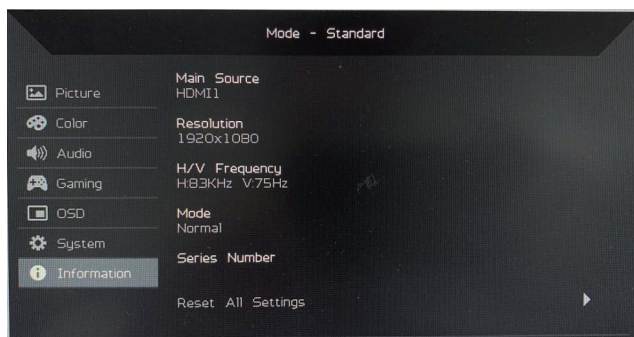 Mode - Standard
Picture
Color
Audio
Gaming
OSD
System
Information
Main Source
HDMI1
Resolution
1920x1080
H/V Frequency
H:83KHz V:75Hz
Mode
Normal
Series Number
Reset All Settings